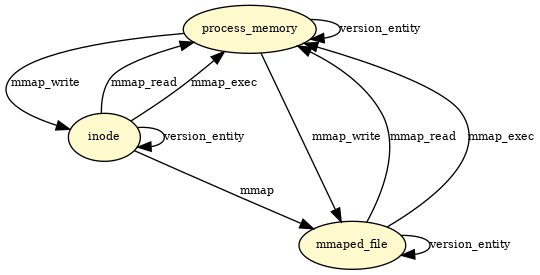 process_memory
version_entity
mmap_write
mmap_read
mmap_exec
inode
version_entity
mmap_write
mmap_read
mmap_exec
mmap
mmaped_file
version_entity